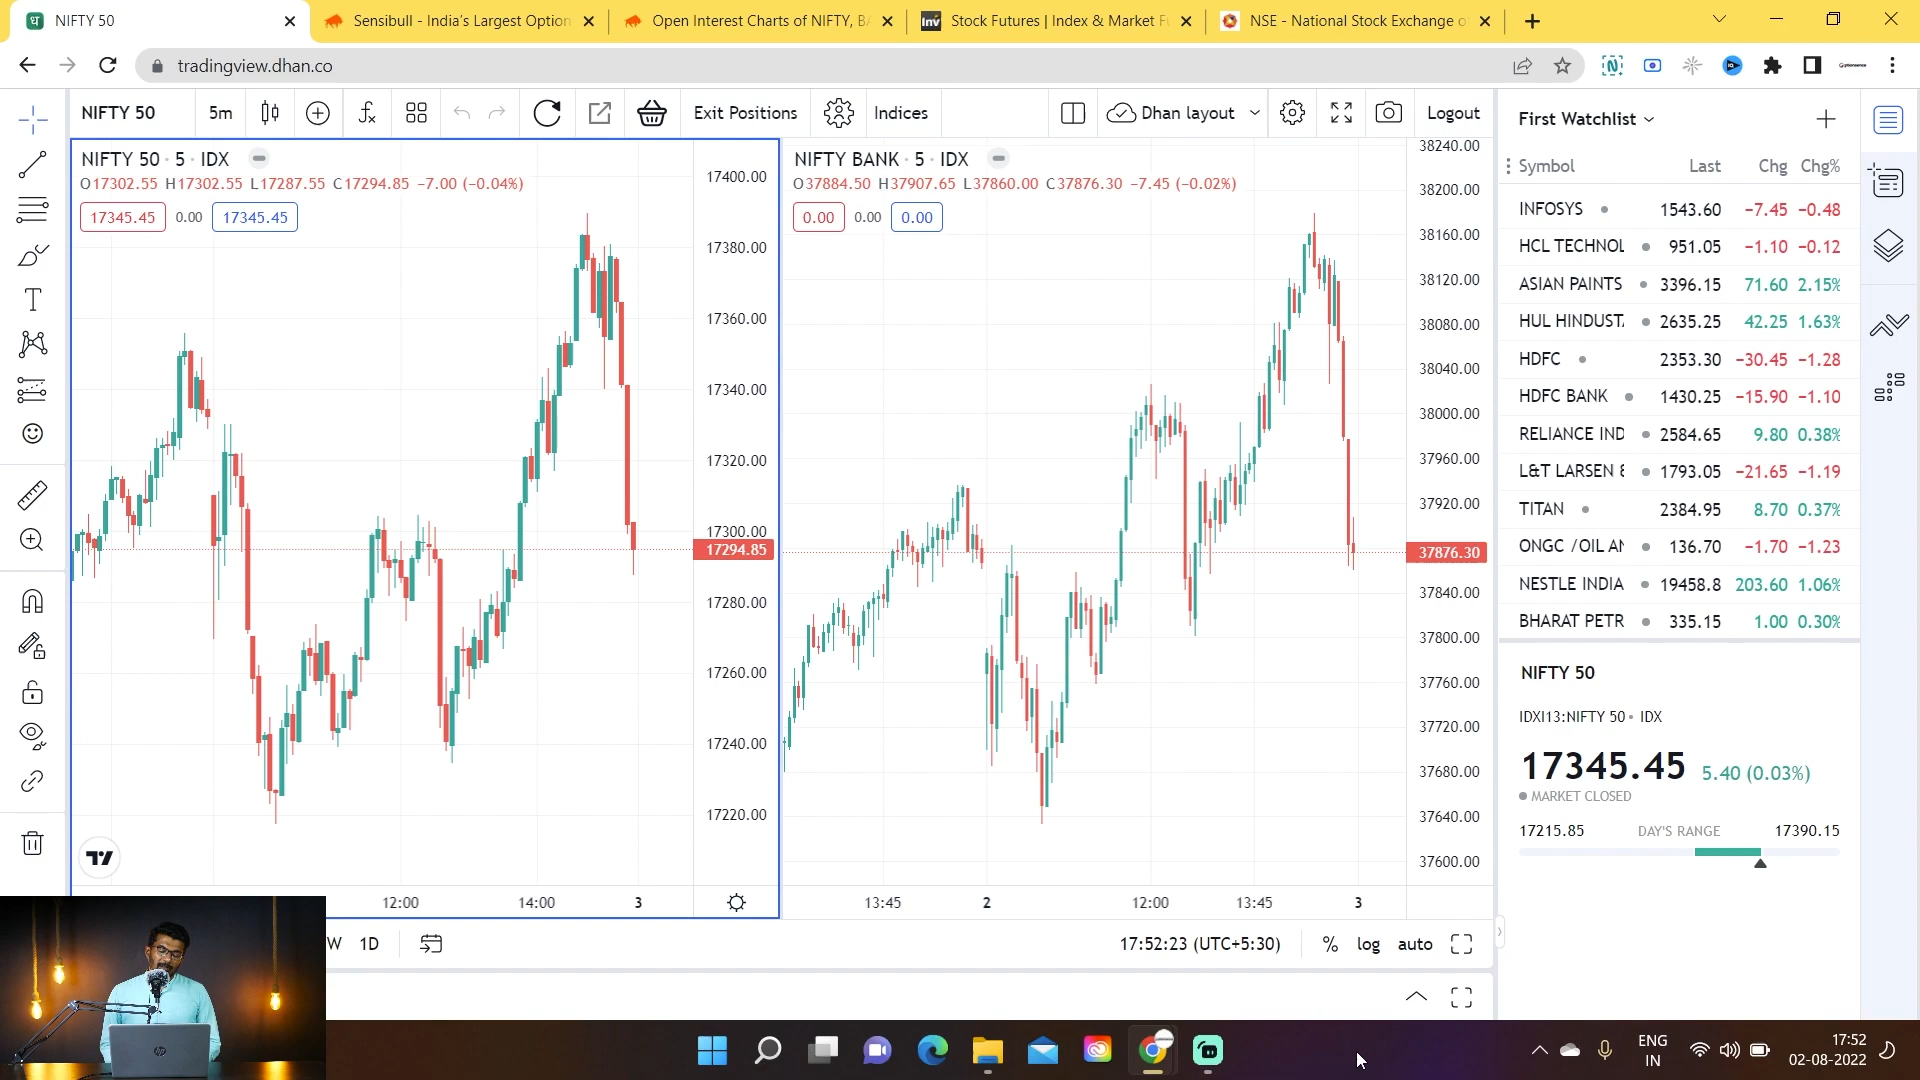 NIFTY 50
Sensibull - India's Largest Option
Open Interest Charts of NIFTY, BA
Stock Futures | Index & Market Fu
NSE - National Stock Exchange o
tradingview.dhan.co
NIFTY 50 5m Exit Positions Indices Dhan layout Logout
NIFTY 50 · 5 · IDX
O17302.55 H17302.55 L17287.55 C17294.85 −7.00 (−0.04%)
17345.45 0.00 17345.45
17400.00
17380.00
17360.00
17340.00
17320.00
17300.00
17294.85
17280.00
17260.00
17240.00
17220.00
12:00 14:00 3
NIFTY BANK · 5 · IDX
O37884.50 H37907.65 L37860.00 C37876.30 −7.45 (−0.02%)
0.00 0.00 0.00
38240.00
38200.00
38160.00
38120.00
38080.00
38040.00
38000.00
37960.00
37920.00
37876.30
37840.00
37800.00
37760.00
37720.00
37680.00
37640.00
37600.00
13:45 2 12:00 13:45 3
W 1D
17:52:23 (UTC+5:30) % log auto
First Watchlist
Symbol Last Chg Chg%
INFOSYS 1543.60 −7.45 −0.48
HCL TECHNOL 951.05 −1.10 −0.12
ASIAN PAINTS 3396.15 71.60 2.15%
HUL HINDUST 2635.25 42.25 1.63%
HDFC 2353.30 −30.45 −1.28
HDFC BANK 1430.25 −15.90 −1.10
RELIANCE IND 2584.65 9.80 0.38%
L&T LARSEN & 1793.05 −21.65 −1.19
TITAN 2384.95 8.70 0.37%
ONGC /OIL AN 136.70 −1.70 −1.23
NESTLE INDIA 19458.8 203.60 1.06%
BHARAT PETR 335.15 1.00 0.30%
NIFTY 50
IDXI13:NIFTY 50 • IDX
17345.45 5.40 (0.03%)
MARKET CLOSED
17215.85 DAY'S RANGE 17390.15
ENG
IN
17:52
02-08-2022